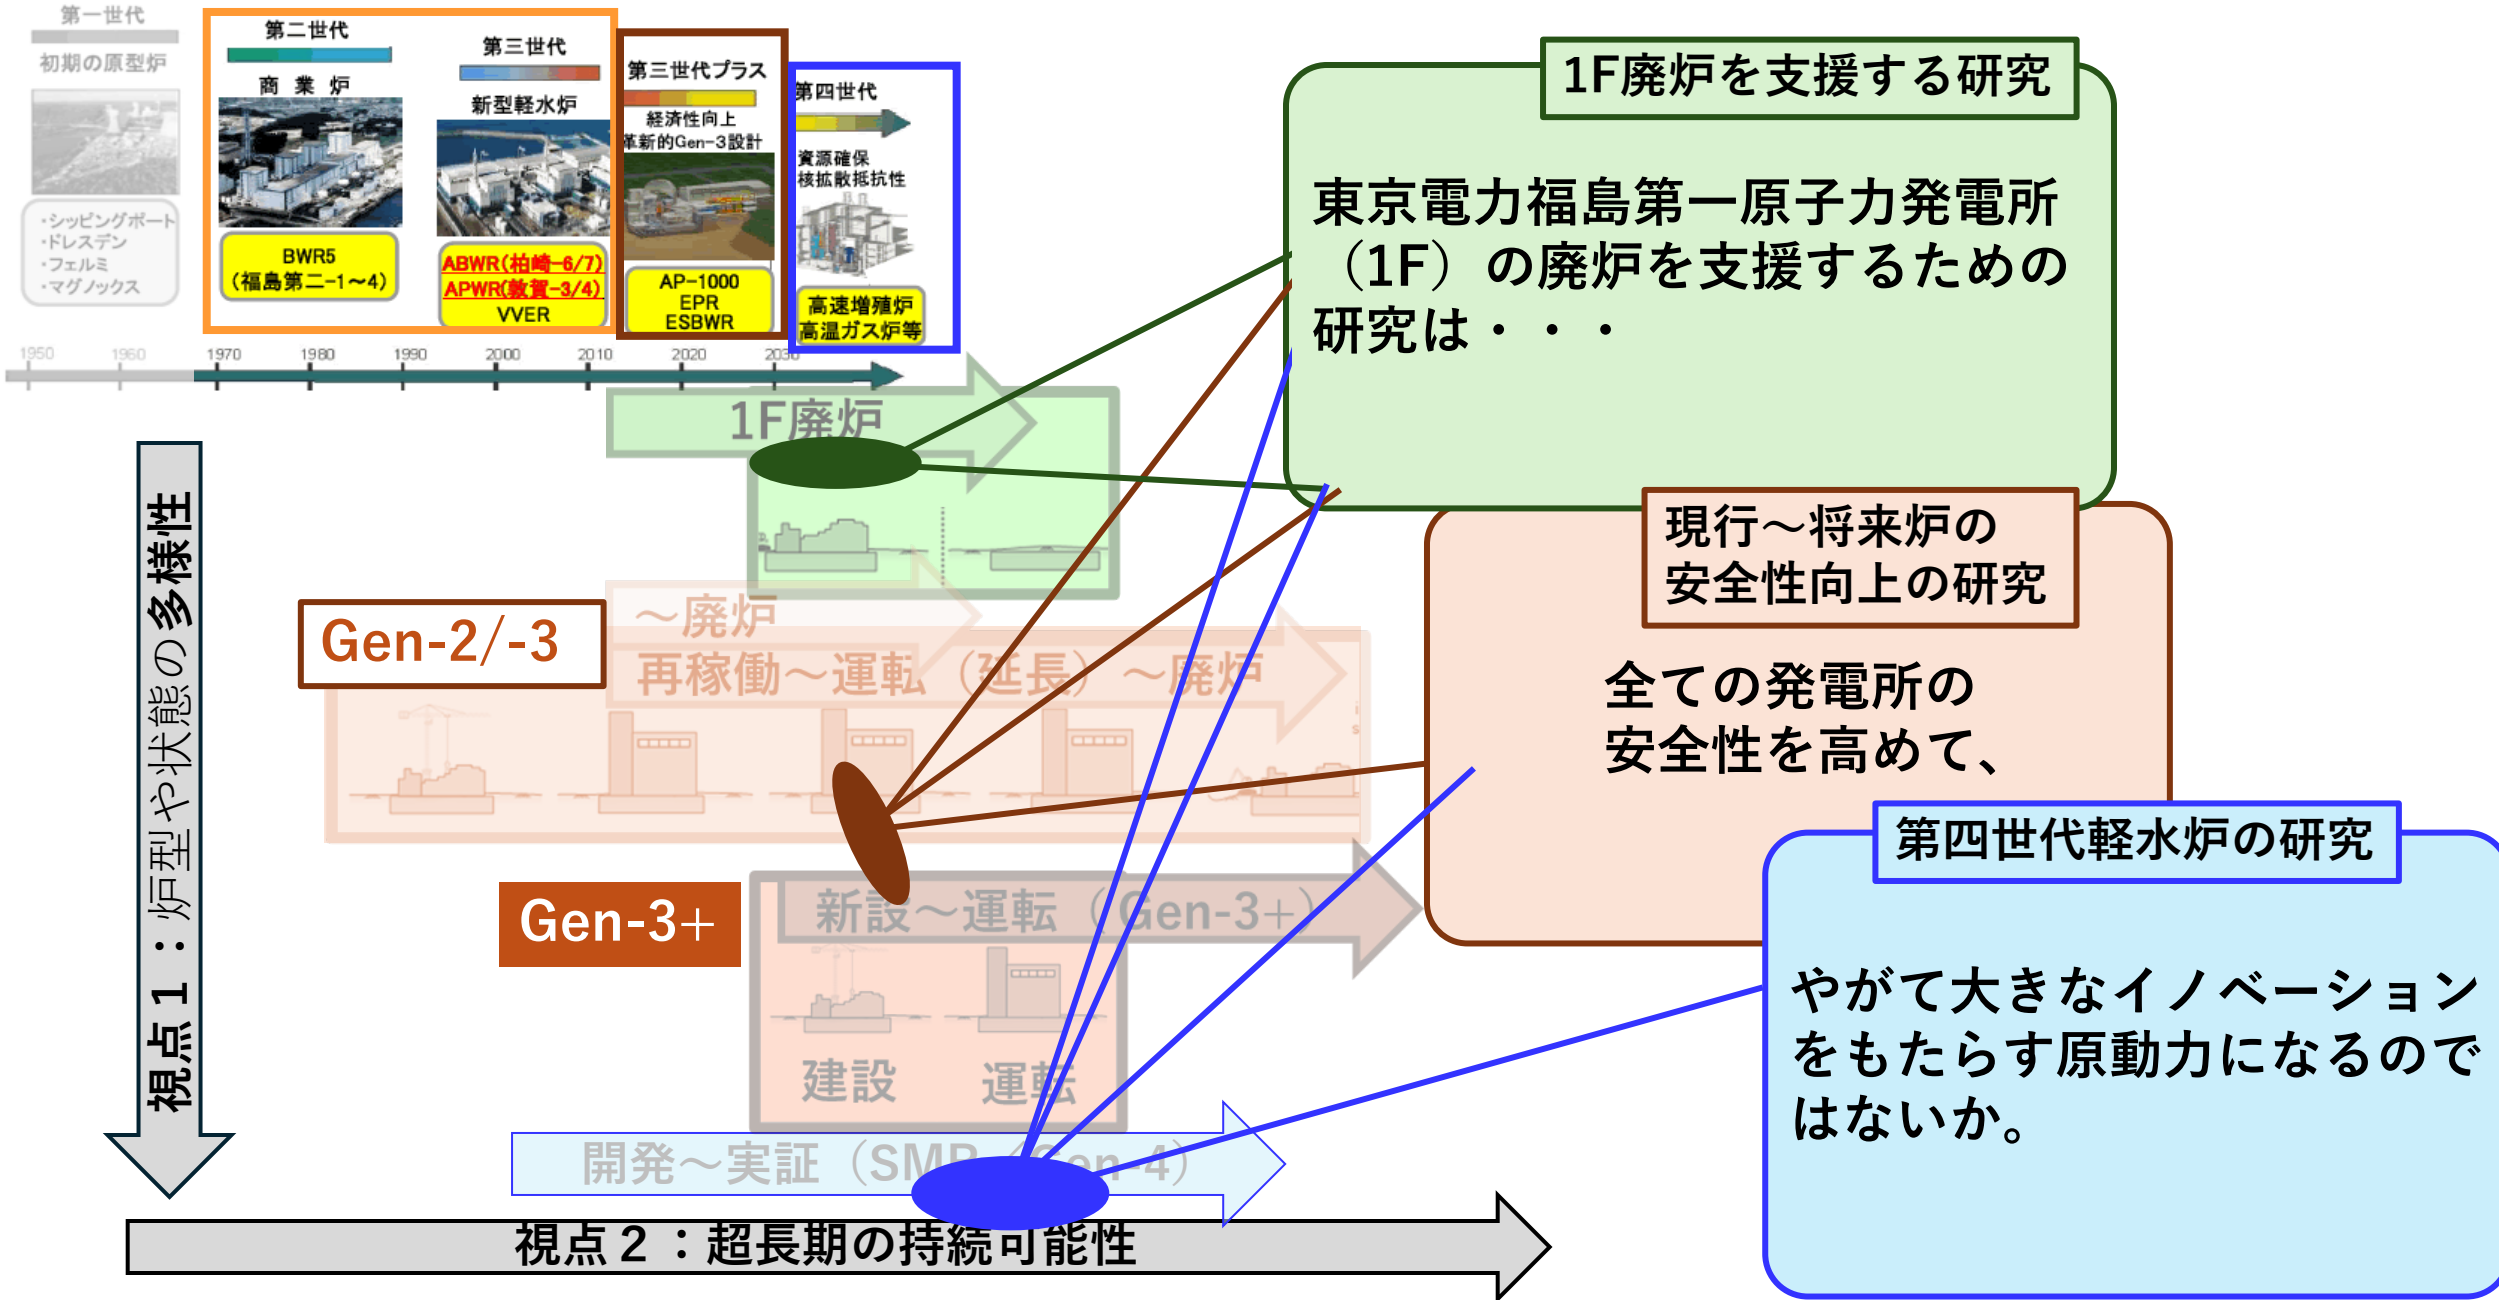 第一世代
初期の原型炉
・シッピングポート
・ドレスデン
・フェルミ
・マグノックス
第二世代
商 業 炉
BWR5
（福島第二-1～4）
第三世代
新型軽水炉
ABWR（柏崎-6/7）
APWR（敦賀-3/4）
VVER
第三世代プラス
経済性向上
革新的Gen-3設計
AP-1000
EPR
ESBWR
第四世代
資源確保
核拡散抵抗性
高速増殖炉
高温ガス炉等
1950 1960 1970 1980 1990 2000 2010 2020 2030
1F廃炉
～廃炉
Gen-2/-3
再稼働～運転（延長）～廃炉
Gen-3+
新設～運転（Gen-3+）
建設 運転
開発～実証（SMR／Gen-4）
視点１：炉型や状態の多様性
視点２：超長期の持続可能性
1F廃炉を支援する研究
東京電力福島第一原子力発電所
（1F）の廃炉を支援するための
研究は・・・
現行～将来炉の
安全性向上の研究
全ての発電所の
安全性を高めて、
第四世代軽水炉の研究
やがて大きなイノベーション
をもたらす原動力になるので
はないか。